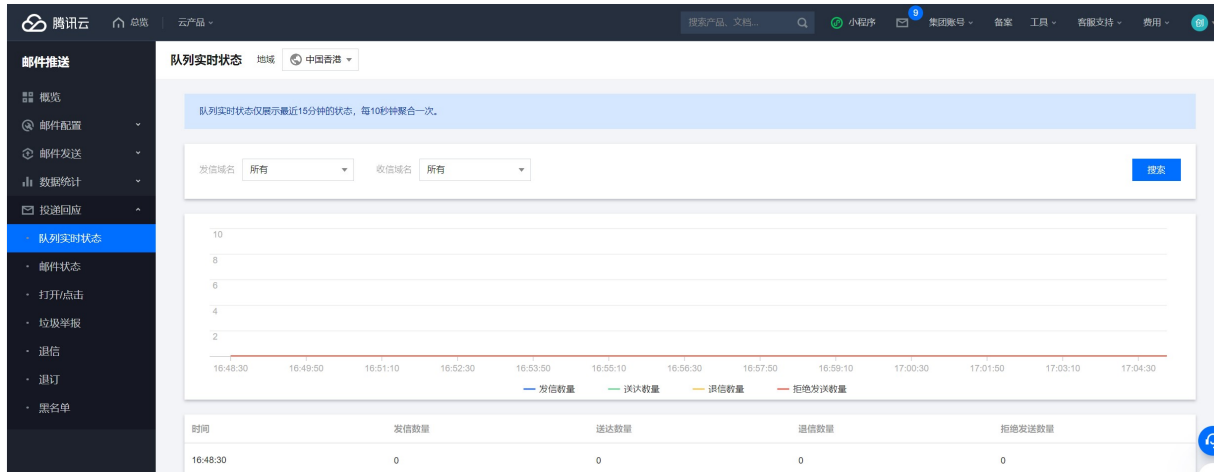 腾讯云 总览 云产品 搜索产品、文档... 小程序 9 集团账号 备案 工具 客服支持 费用 创
邮件推送
概览
邮件配置
邮件发送
数据统计
投递回应
队列实时状态
邮件状态
打开/点击
垃圾举报
退信
退订
黑名单
队列实时状态 地域 中国香港
队列实时状态仅展示最近15分钟的状态，每10秒钟聚合一次。
发信域名 所有 收信域名 所有 搜索
10
8
6
4
2
16:48:30 16:49:50 16:51:10 16:52:30 16:53:50 16:55:10 16:56:30 16:57:50 16:59:10 17:00:30 17:01:50 17:03:10 17:04:30
发信数量 送达数量 退信数量 拒绝发送数量
时间 发信数量 送达数量 退信数量 拒绝发送数量
16:48:30 0 0 0 0